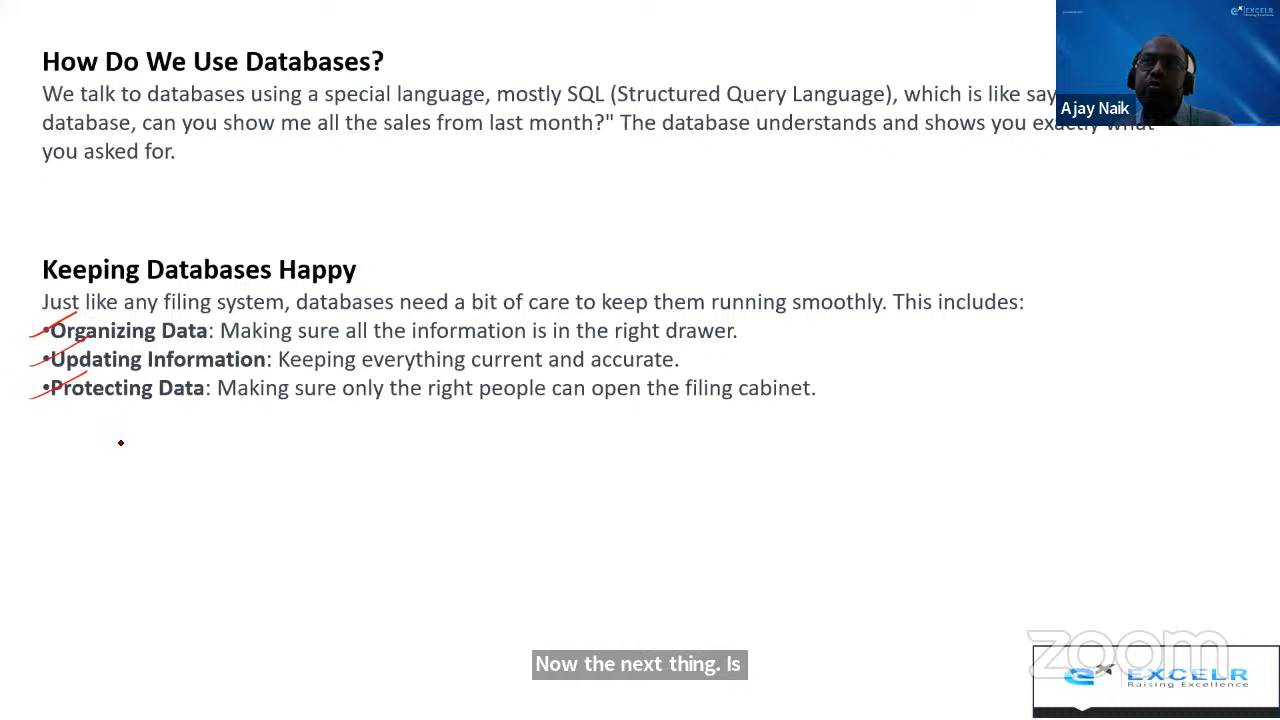 How Do We Use Databases?
We talk to databases using a special language, mostly SQL (Structured Query Language), which is like say
database, can you show me all the sales from last month?" The database understands and shows you exactly what
you asked for.
Keeping Databases Happy
Just like any filing system, databases need a bit of care to keep them running smoothly. This includes:
•Organizing Data: Making sure all the information is in the right drawer.
•Updating Information: Keeping everything current and accurate.
•Protecting Data: Making sure only the right people can open the filing cabinet.
EXCELR
Raising Excellence
Ajay Naik
Now the next thing. Is
zoom
EXCELR
Raising Excellence